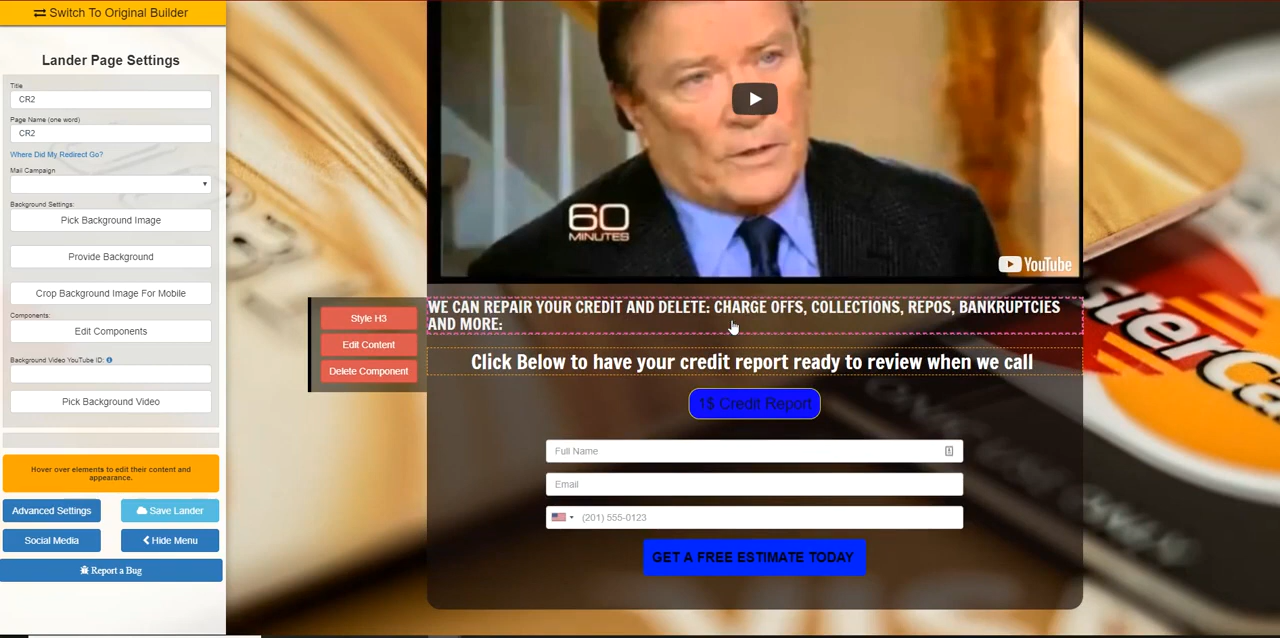 Switch To Original Builder
Lander Page Settings
Title
CR2
Page Name (one word)
CR2
Where Did My Redirect Go?
Mail Campaign
Background Settings:
Pick Background Image
Provide Background
Crop Background Image For Mobile
Components:
Edit Components
Background Video YouTube ID:
Pick Background Video
Hover over elements to edit their content and
appearance.
Advanced Settings
Save Lander
Social Media
Hide Menu
Report a Bug
60
MINUTES
YouTube
Style H3
Edit Content
Delete Component
WE CAN REPAIR YOUR CREDIT AND DELETE: CHARGE OFFS, COLLECTIONS, REPOS, BANKRUPTCIES
AND MORE:
Click Below to have your credit report ready to review when we call
1$ Credit Report
Full Name
Email
(201) 555-0123
GET A FREE ESTIMATE TODAY